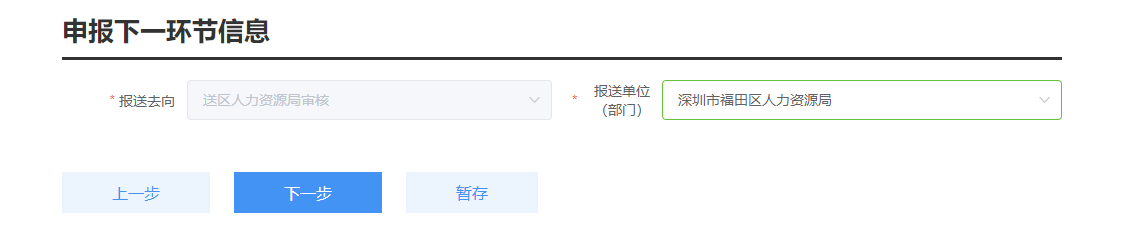 申报下一环节信息
* 报送去向
送区人力资源局审核
* 报送单位
（部门）
深圳市福田区人力资源局
上一步
下一步
暂存